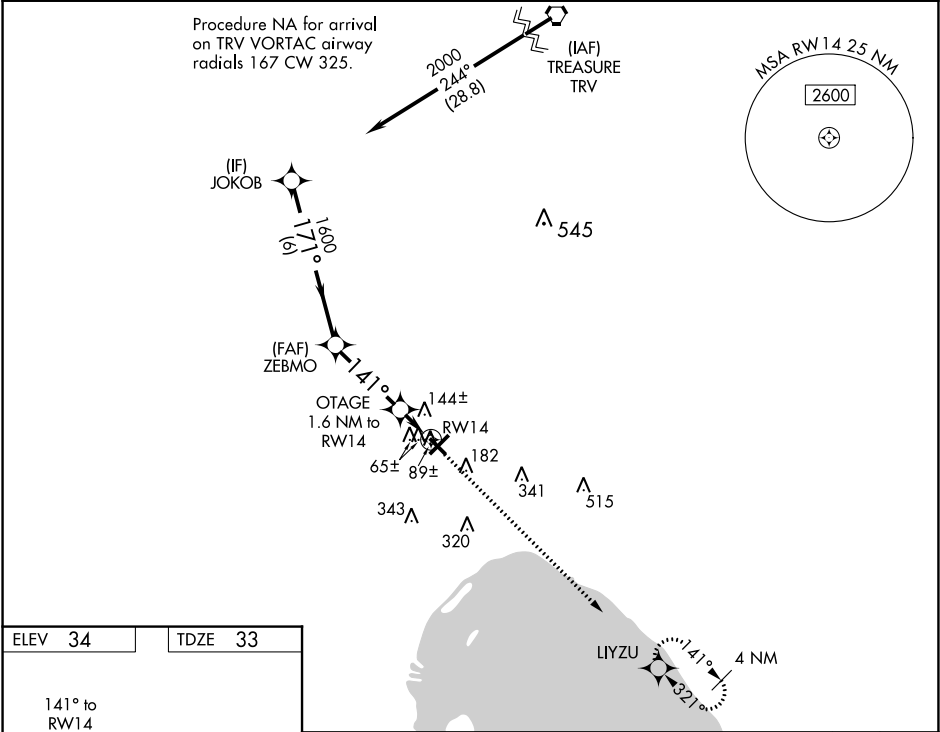 Procedure NA for arrival
on TRV VORTAC airway
radials 167 CW 325.
(IAF)
TREASURE
TRV
2000
244°
(28.8)
MSA RW14 25 NM
2600
(IF)
JOKOB
1600
171°
(6)
545
(FAF)
ZEBMO
141°
OTAGE
1.6 NM to
RW14
144±
RW14
65±
89±
182
341
515
343
320
LIYZU
141°
4 NM
321°
ELEV 34
TDZE 33
141° to
RW14